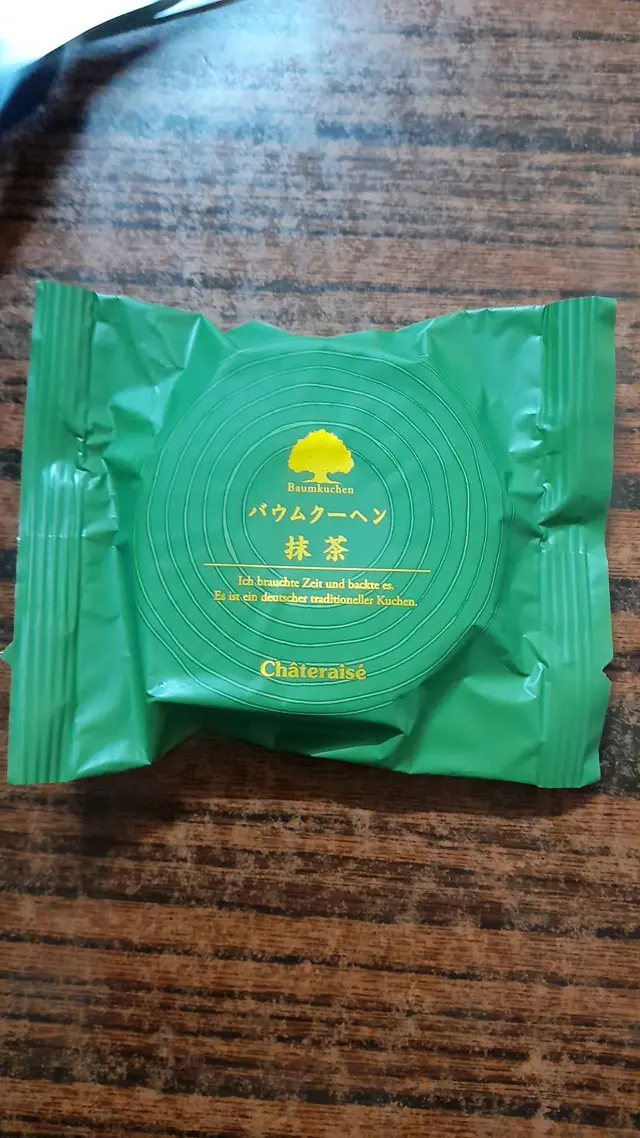 Baumkuchen
バウムクーヘン
抹茶
Ich brauchte Zeit und backte es.
Es ist ein deutscher traditioneller Kuchen.
Châteraisé